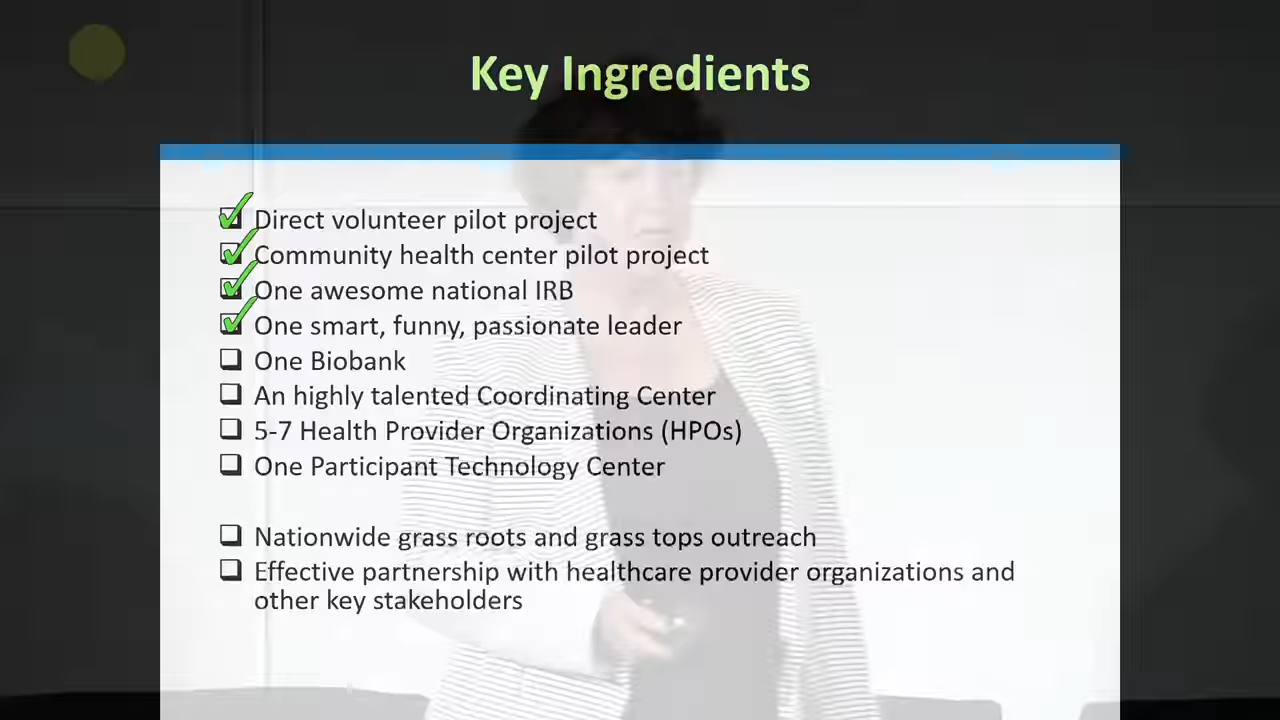 Key Ingredients
Direct volunteer pilot project
Community health center pilot project
One awesome national IRB
One smart, funny, passionate leader
One Biobank
An highly talented Coordinating Center
5-7 Health Provider Organizations (HPOs)
One Participant Technology Center
Nationwide grass roots and grass tops outreach
Effective partnership with healthcare provider organizations and
other key stakeholders